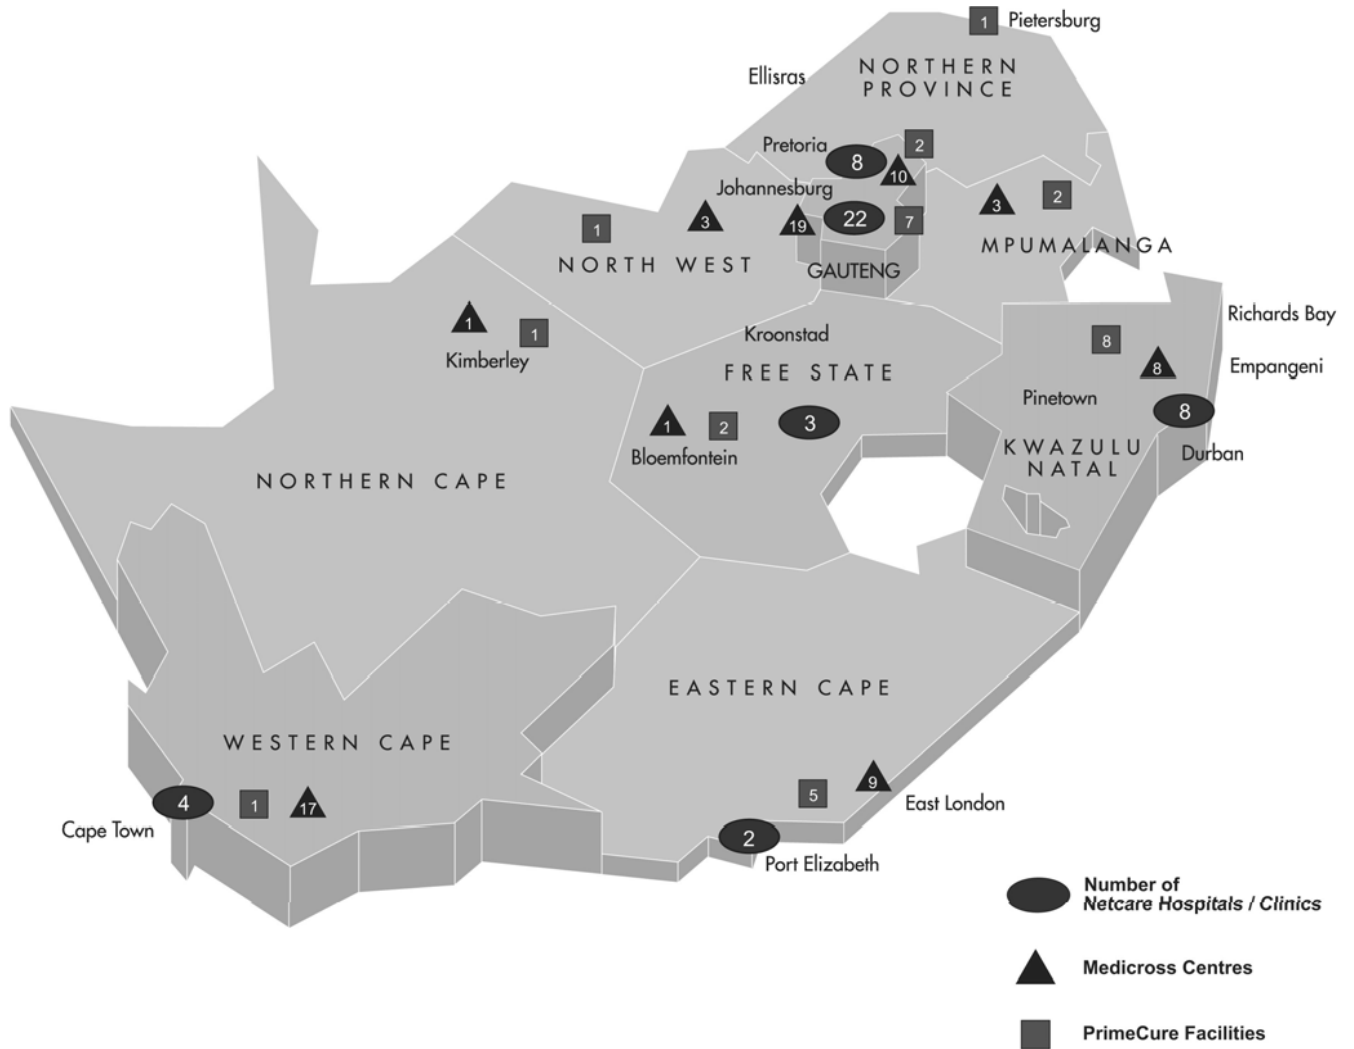 1 Pietersburg
NORTHERN
PROVINCE
Ellisras
Pretoria
8
2
10
Johannesburg
19
22
7
GAUTENG
1
3
NORTH WEST
3
2
MPUMALANGA
1
1
Kimberley
Kroonstad
FREE STATE
1
2
3
Bloemfontein
Richards Bay
8
8
Empangeni
Pinetown
8
KWAZULU
NATAL
Durban
NORTHERN CAPE
EASTERN CAPE
WESTERN CAPE
4
1
17
Cape Town
5
9
East London
2
Port Elizabeth
Number of
Netcare Hospitals / Clinics
Medicross Centres
PrimeCure Facilities